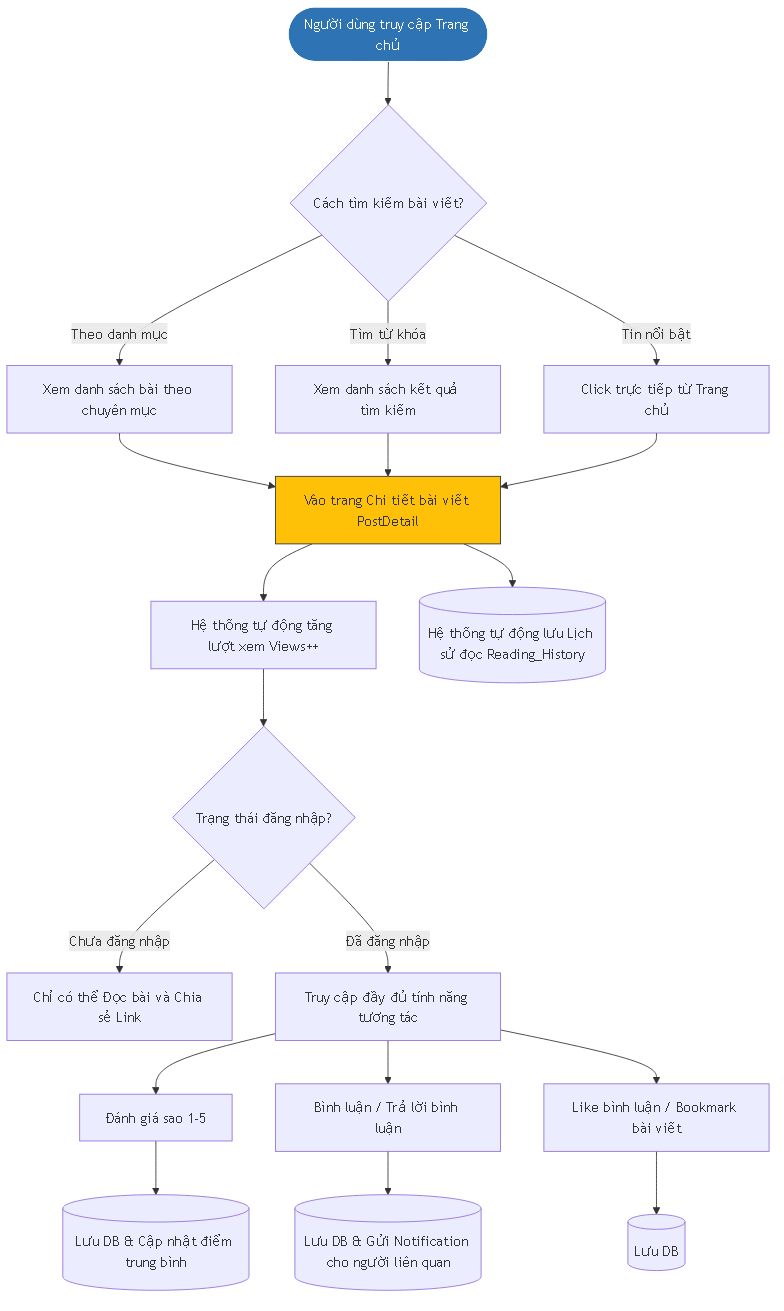 Người dùng truy cập Trang
chủ
Cách tìm kiếm bài viết?
Theo danh mục
Tìm từ khóa
Tin nổi bật
Xem danh sách bài theo
chuyên mục
Xem danh sách kết quả
tìm kiếm
Click trực tiếp từ Trang
chủ
Vào trang Chi tiết bài viết
PostDetail
Hệ thống tự động tăng
lượt xem Views++
Hệ thống tự động lưu Lịch
sử đọc Reading_History
Trạng thái đăng nhập?
Chưa đăng nhập
Đã đăng nhập
Chỉ có thể Đọc bài và Chia
sẻ Link
Truy cập đầy đủ tính năng
tương tác
Đánh giá sao 1-5
Bình luận / Trả lời bình
luận
Like bình luận / Bookmark
bài viết
Lưu DB & Cập nhật điểm
trung bình
Lưu DB & Gửi Notification
cho người liên quan
Lưu DB